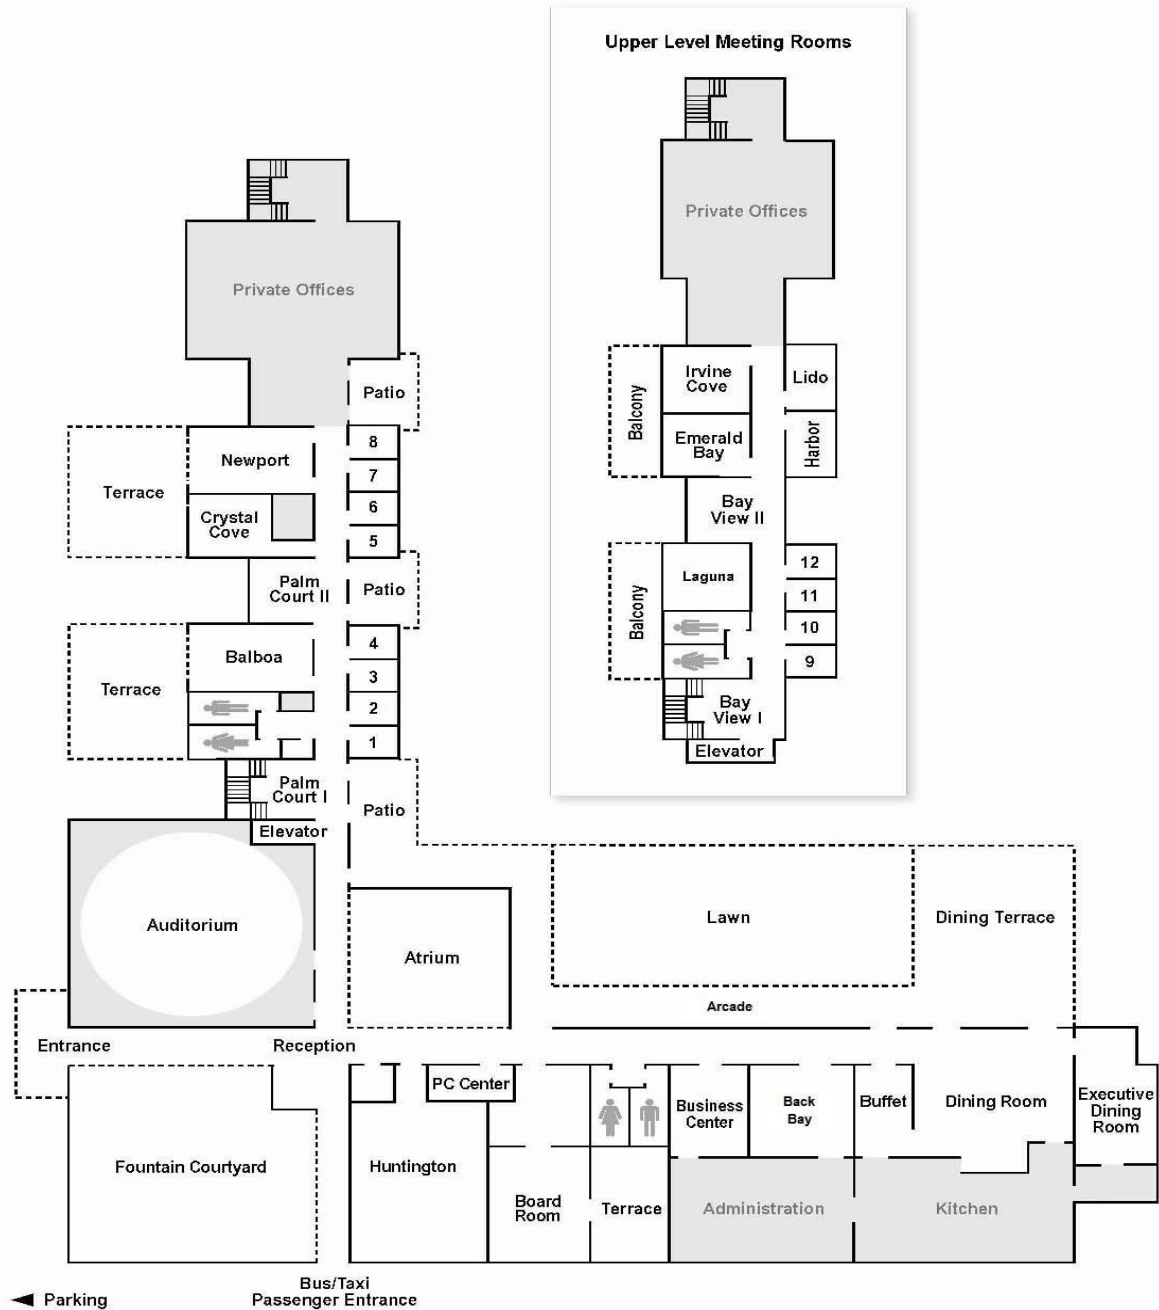 Upper Level Meeting Rooms
Private Offices
Irvine
Cove
Lido
Balcony
Emerald
Bay
Harbor
Bay
View II
Laguna
12
11
Balcony
10
9
Bay
View I
Elevator
Private Offices
Patio
8
Newport
7
Terrace
6
Crystal
Cove
5
Palm
Court II
Patio
4
Balboa
3
Terrace
2
1
Palm
Court I
Patio
Elevator
Auditorium
Atrium
Lawn
Dining Terrace
Arcade
Entrance
Reception
PC Center
Business
Center
Back
Bay
Buffet
Dining Room
Executive
Dining
Room
Fountain Courtyard
Huntington
Board
Room
Terrace
Administration
Kitchen
Bus/Taxi
Passenger Entrance
Parking